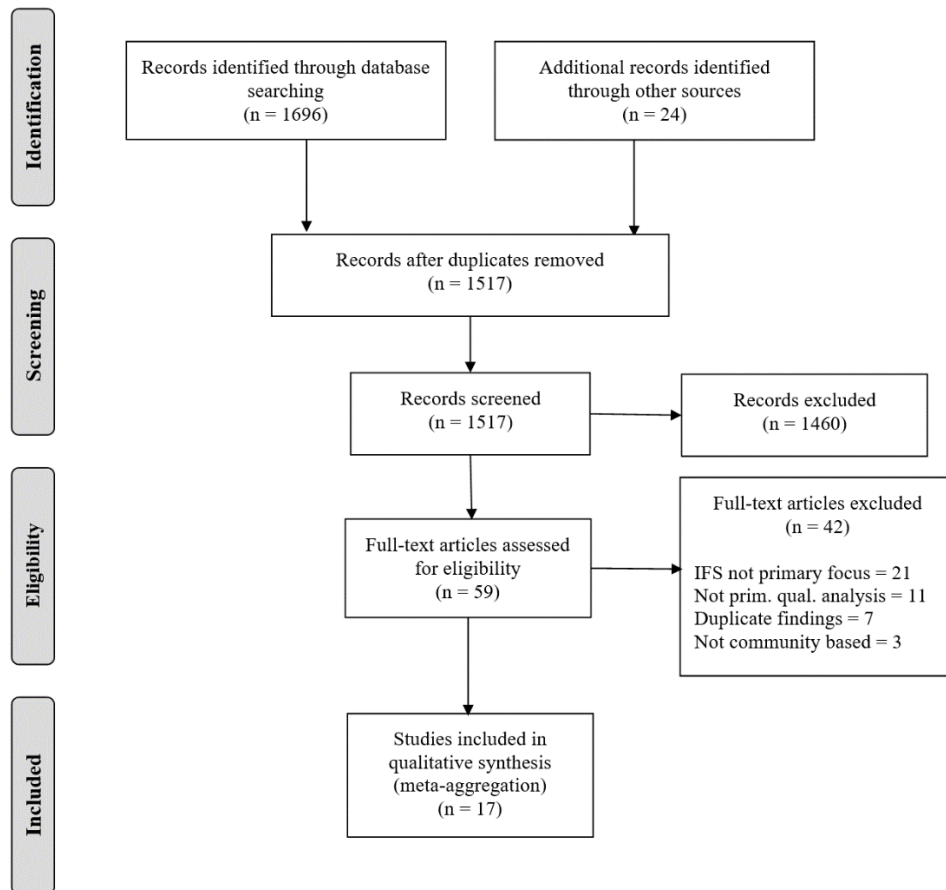 Identification
Records identified through database
searching
(n = 1696)
Additional records identified
through other sources
(n = 24)
Screening
Records after duplicates removed
(n = 1517)
Records screened
(n = 1517)
Records excluded
(n = 1460)
Eligibility
Full-text articles assessed
for eligibility
(n = 59)
Full-text articles excluded
(n = 42)
IFS not primary focus = 21
Not prim. qual. analysis = 11
Duplicate findings = 7
Not community based = 3
Included
Studies included in
qualitative synthesis
(meta-aggregation)
(n = 17)